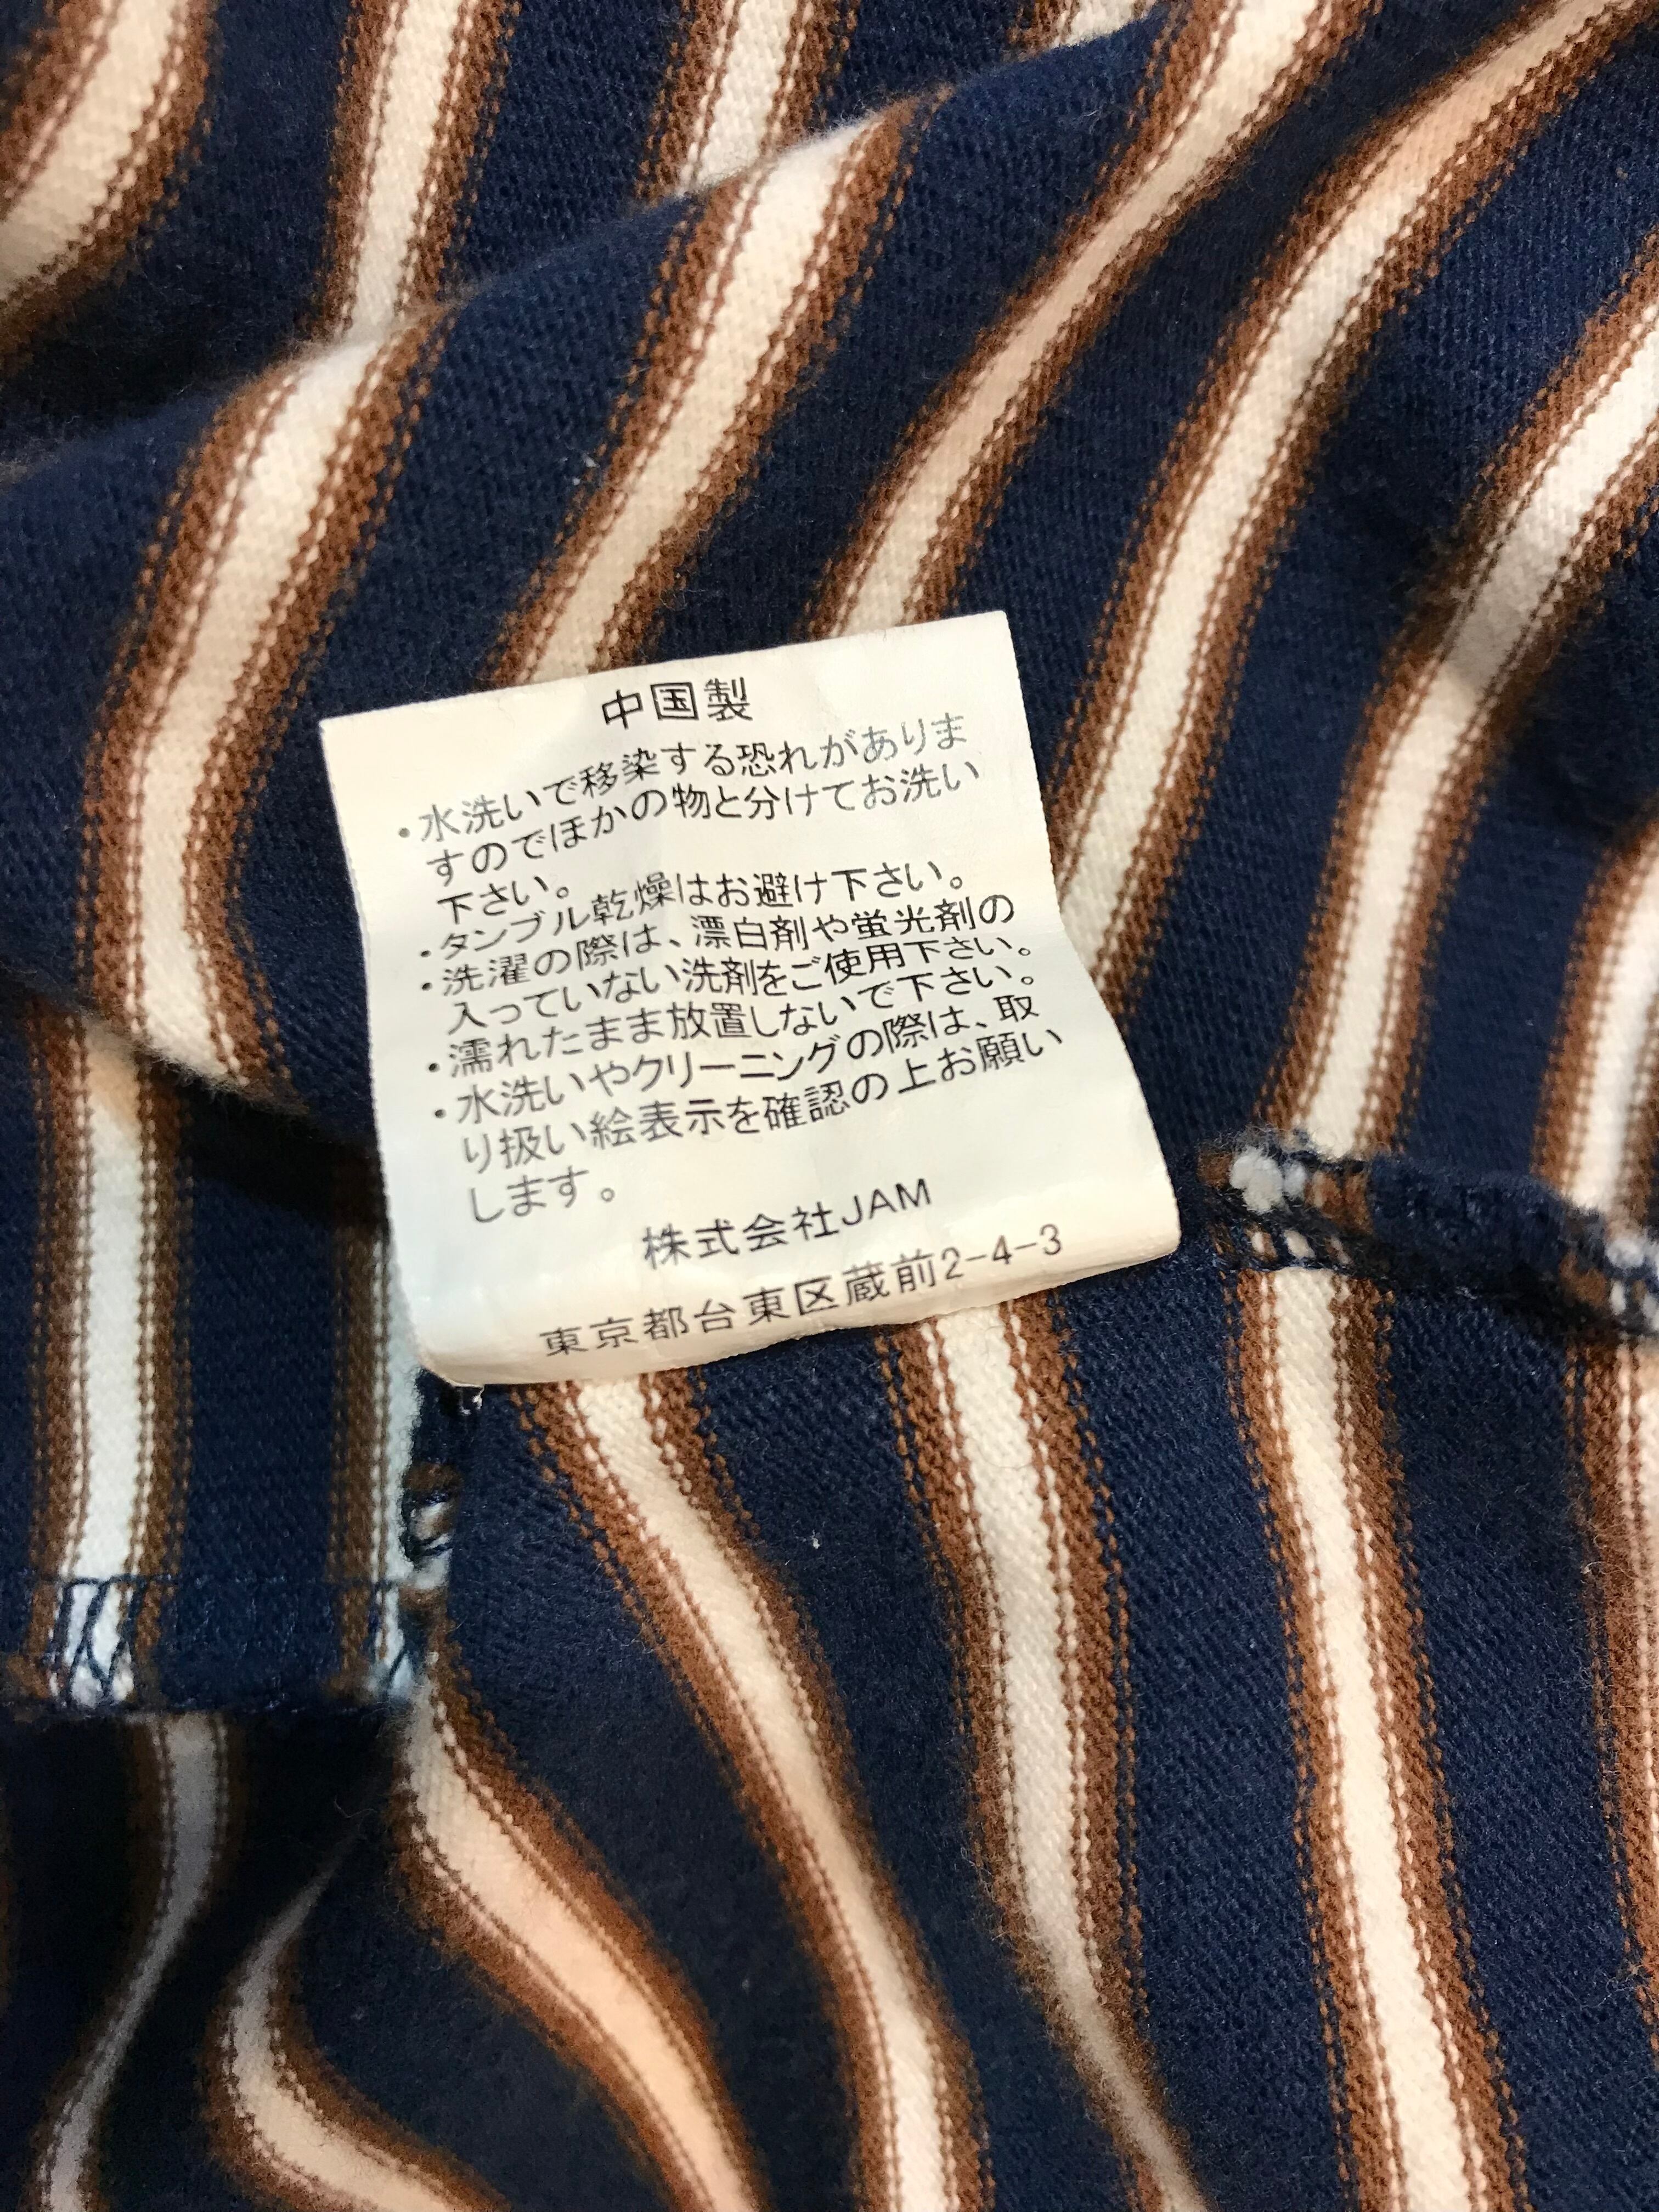 中国製
・水洗いで移染する恐れがありま
すのでほかの物と分けてお洗い
下さい。
・タンブル乾燥はお避け下さい。
・洗濯の際は、漂白剤や蛍光剤の
入っていない洗剤をご使用下さい。
・濡れたまま放置しないで下さい。
・水洗いやクリーニングの際は、取
り扱い絵表示を確認の上お願い
します。
株式会社JAM
東京都台東区蔵前2-4-3